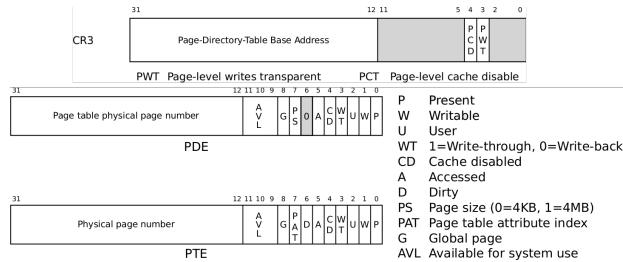 31 12 11 5 4 3 2 0
CR3 Page-Directory-Table Base Address P C D P W T
PWT Page-level writes transparent PCT Page-level cache disable
31 12 11 10 9 8 7 6 5 4 3 2 1 0
Page table physical page number A V L G P S 0 A C D W T U W P
PDE
31 12 11 10 9 8 7 6 5 4 3 2 1 0
Physical page number A V L G P A T D A C D W T U W P
PTE
P Present
W Writable
U User
WT 1=Write-through, 0=Write-back
CD Cache disabled
A Accessed
D Dirty
PS Page size (0=4KB, 1=4MB)
PAT Page table attribute index
G Global page
AVL Available for system use